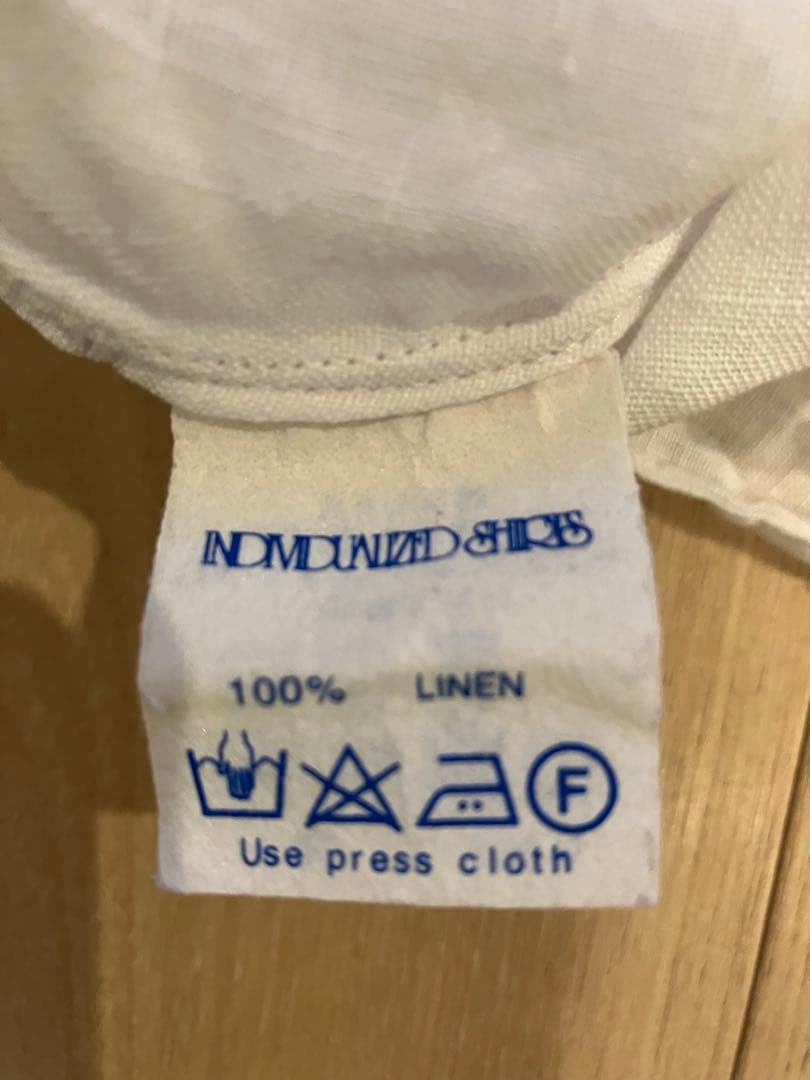 INDIVIDUALIZED SHIRTS
100% LINEN
F
Use press cloth